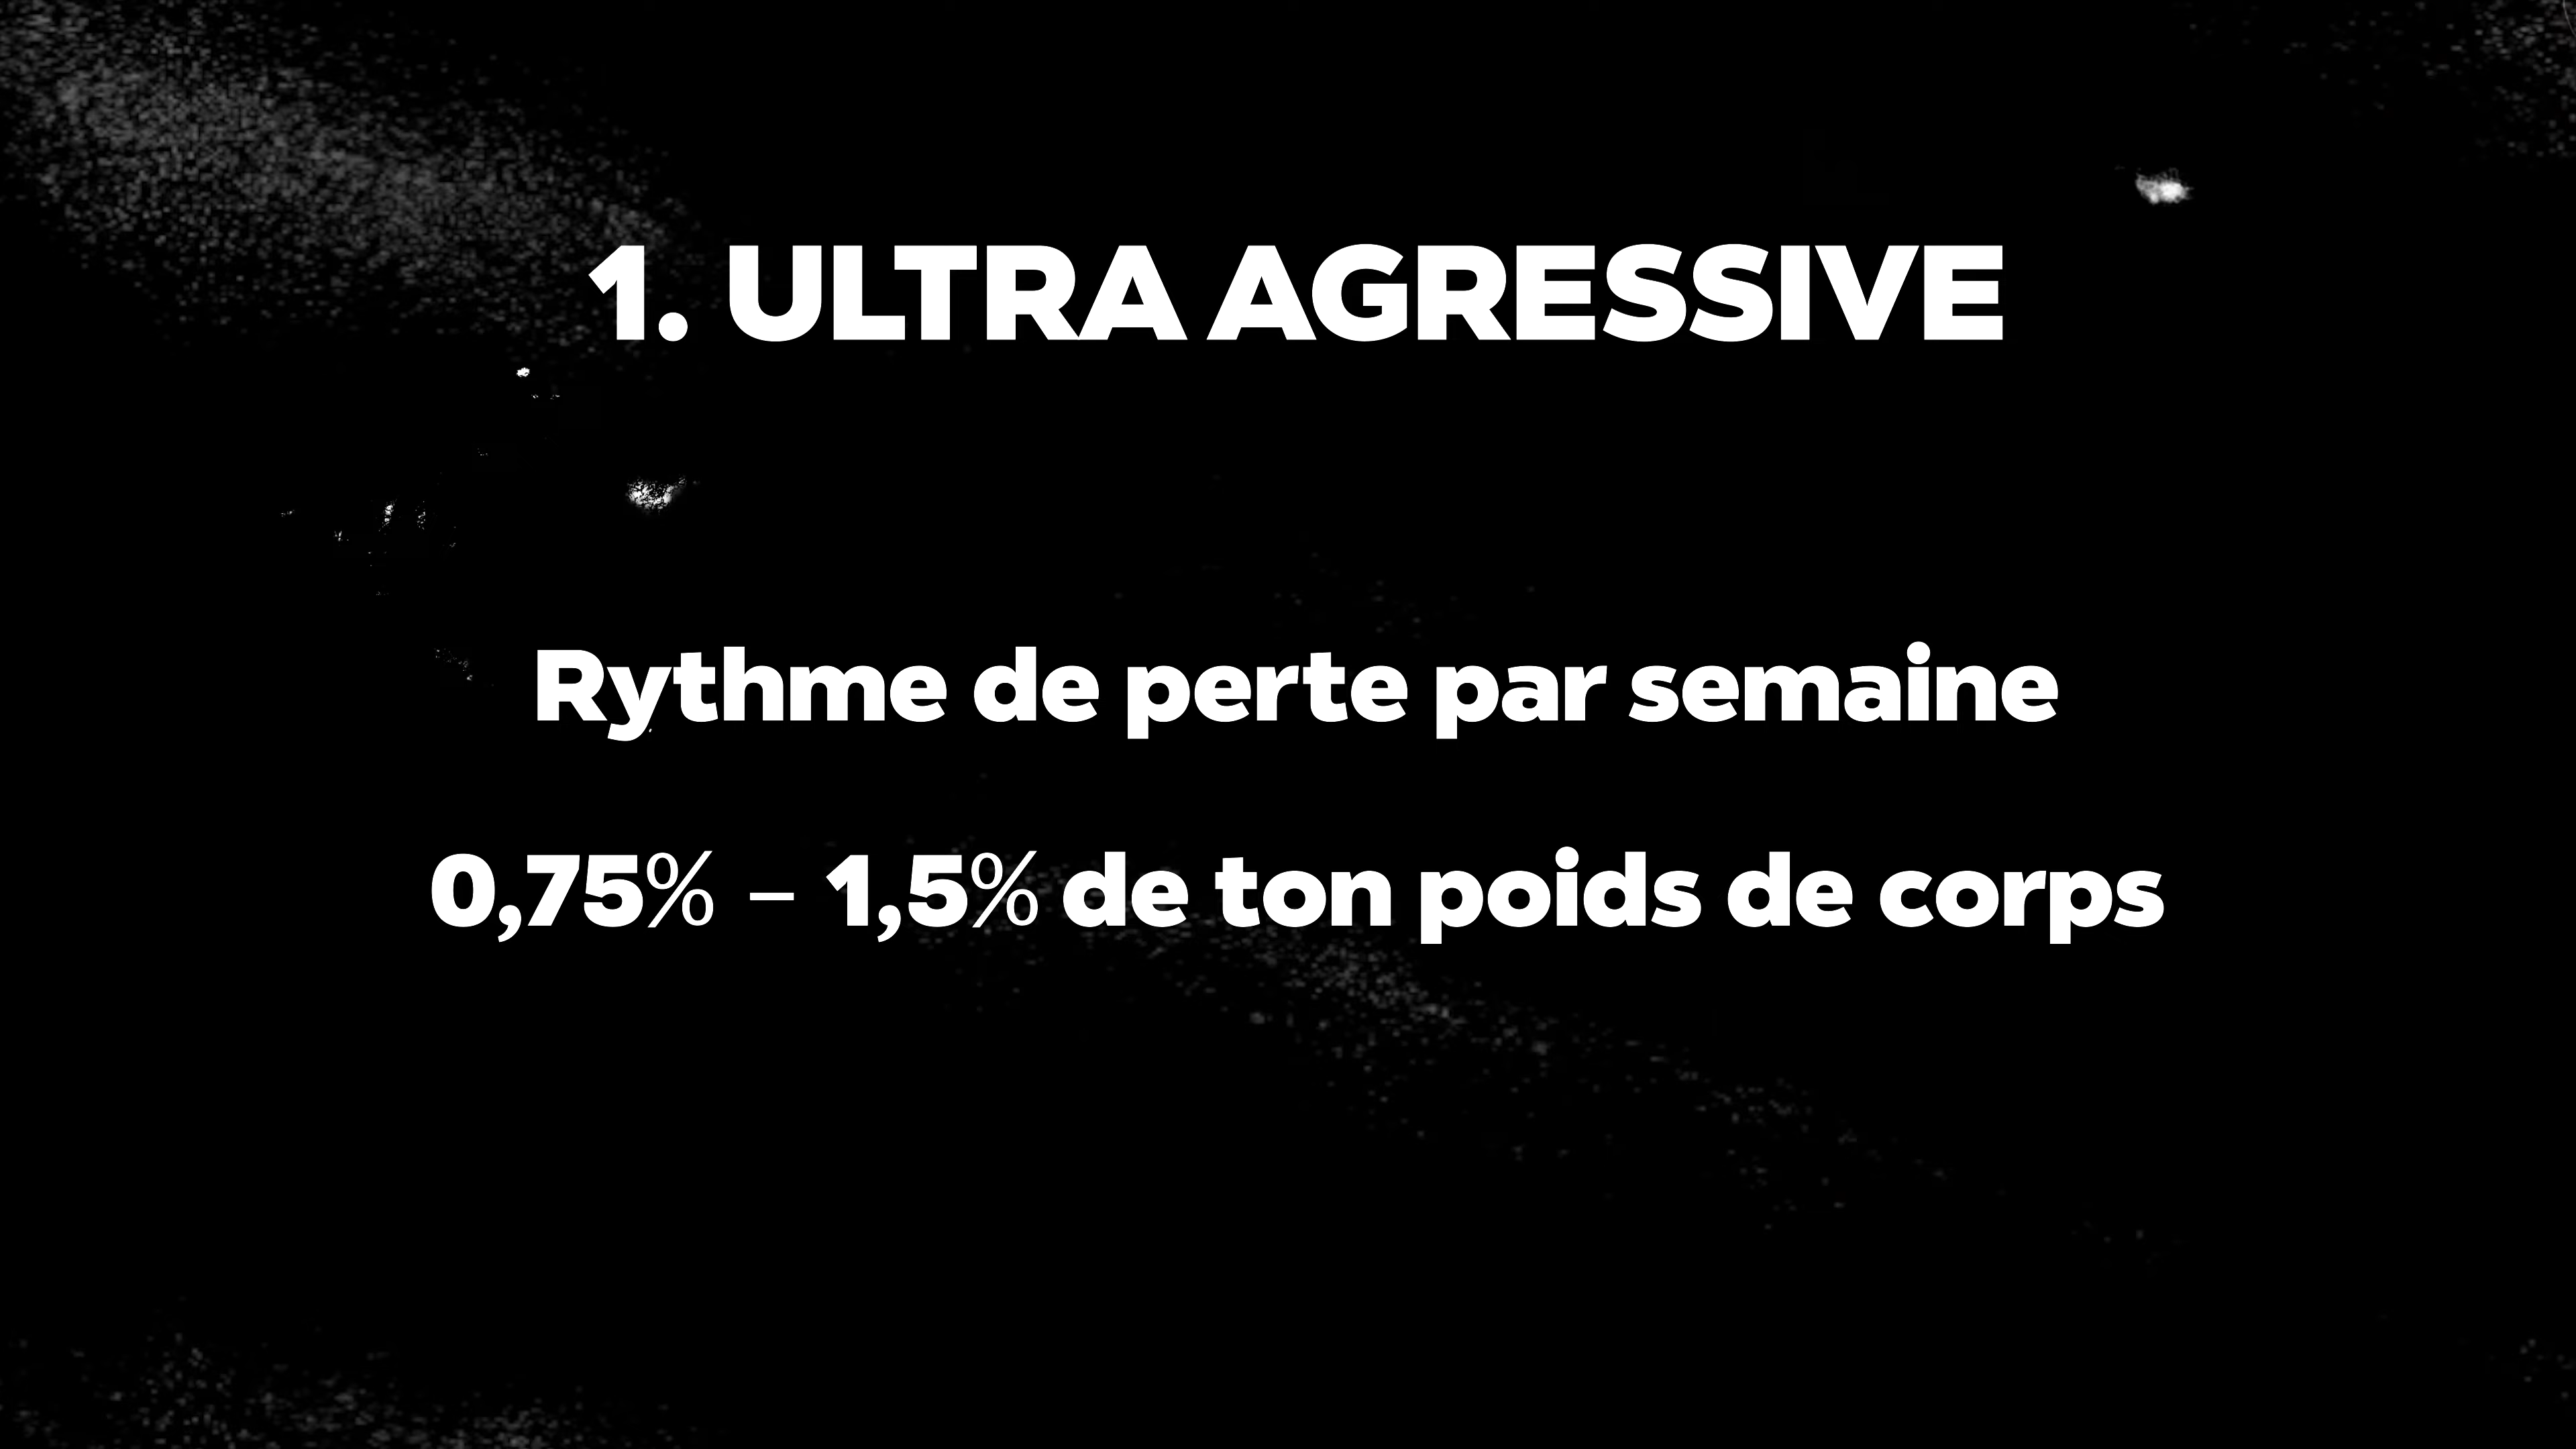 1. ULTRA AGRESSIVE
Rythme de perte par semaine
0,75% – 1,5% de ton poids de corps